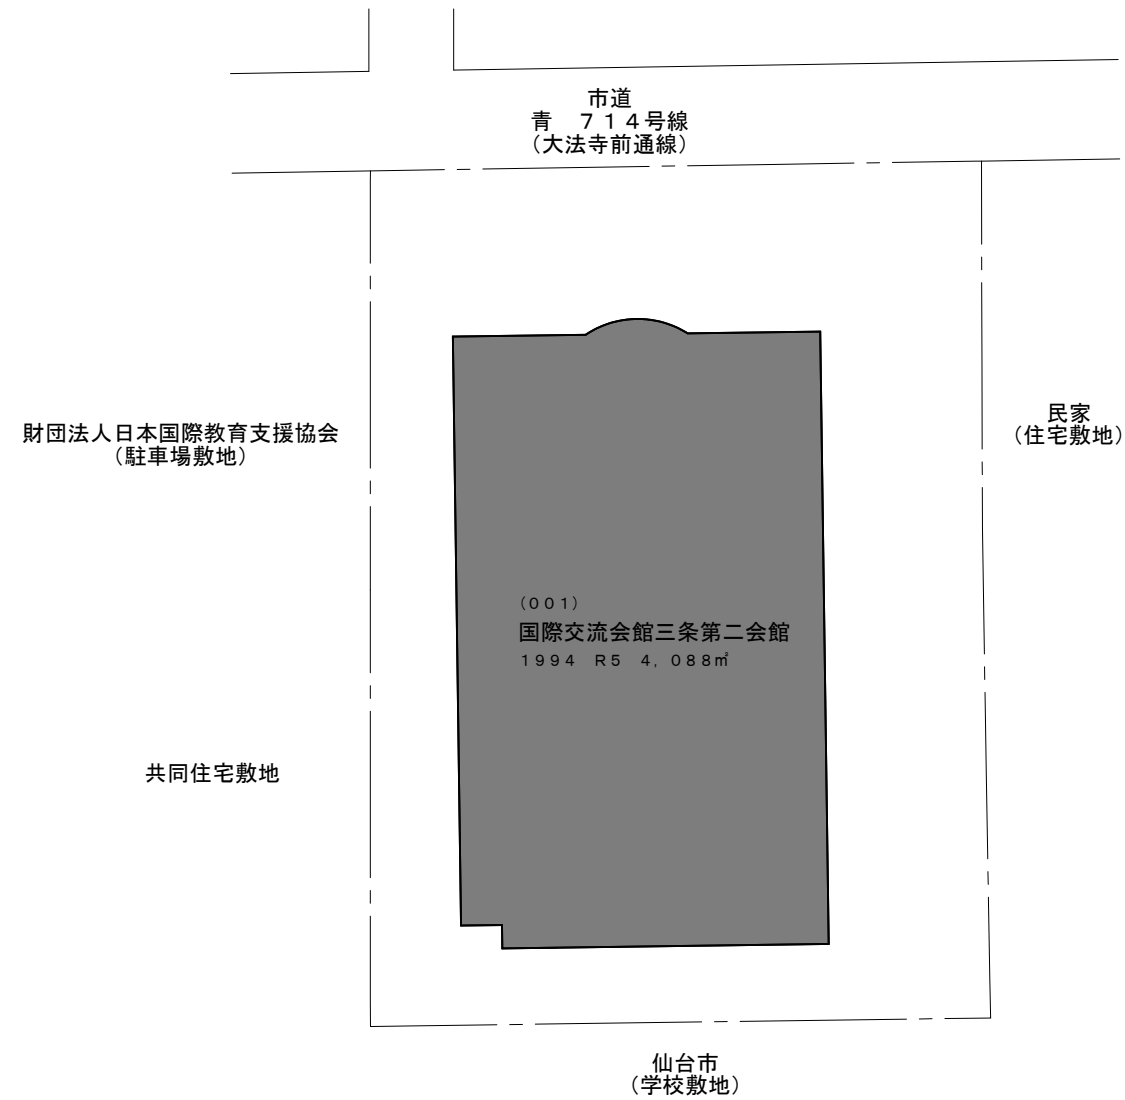 市道
青　７１４号線
（大法寺前通線）
財団法人日本国際教育支援協会
（駐車場敷地）
民家
（住宅敷地）
（００１）
国際交流会館三条第二会館
１９９４　Ｒ５　４，０８８㎡
共同住宅敷地
仙台市
（学校敷地）